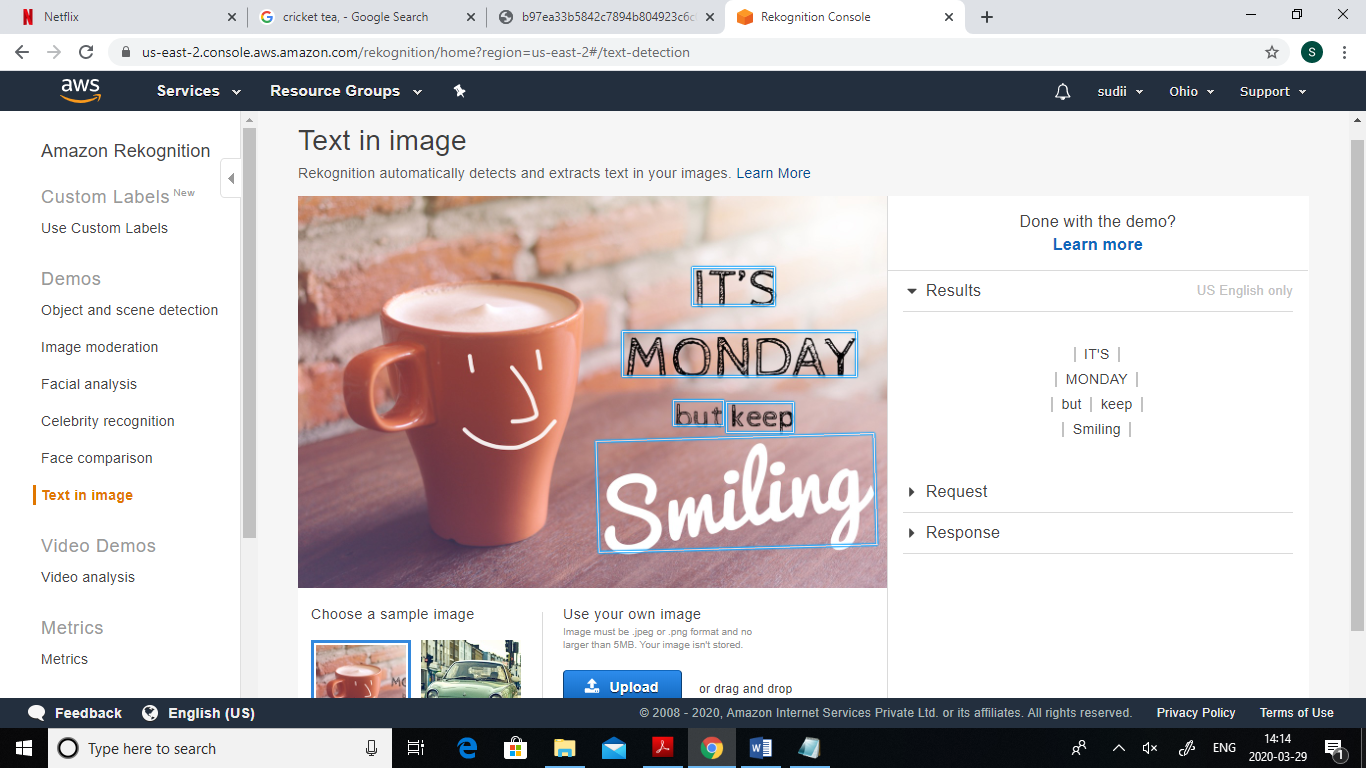 Netflix
cricket tea, - Google Search
b97ea33b5842c7894b804923c6c
Rekognition Console
us-east-2.console.aws.amazon.com/rekognition/home?region=us-east-2#/text-detection
S
aws
Services
Resource Groups
sudii
Ohio
Support
Amazon Rekognition
Custom Labels New
Use Custom Labels
Demos
Object and scene detection
Image moderation
Facial analysis
Celebrity recognition
Face comparison
Text in image
Video Demos
Video analysis
Metrics
Metrics
Text in image
Rekognition automatically detects and extracts text in your images. Learn More
IT'S
MONDAY
but keep
Smiling
Choose a sample image
Use your own image
Image must be .jpeg or .png format and no
larger than 5MB. Your image isn't stored.
Upload
or drag and drop
Done with the demo?
Learn more
Results
US English only
| IT'S |
| MONDAY |
| but | keep |
| Smiling |
Request
Response
Feedback
English (US)
© 2008 - 2020, Amazon Internet Services Private Ltd. or its affiliates. All rights reserved.
Privacy Policy
Terms of Use
Type here to search
ENG
14:14
2020-03-29
1